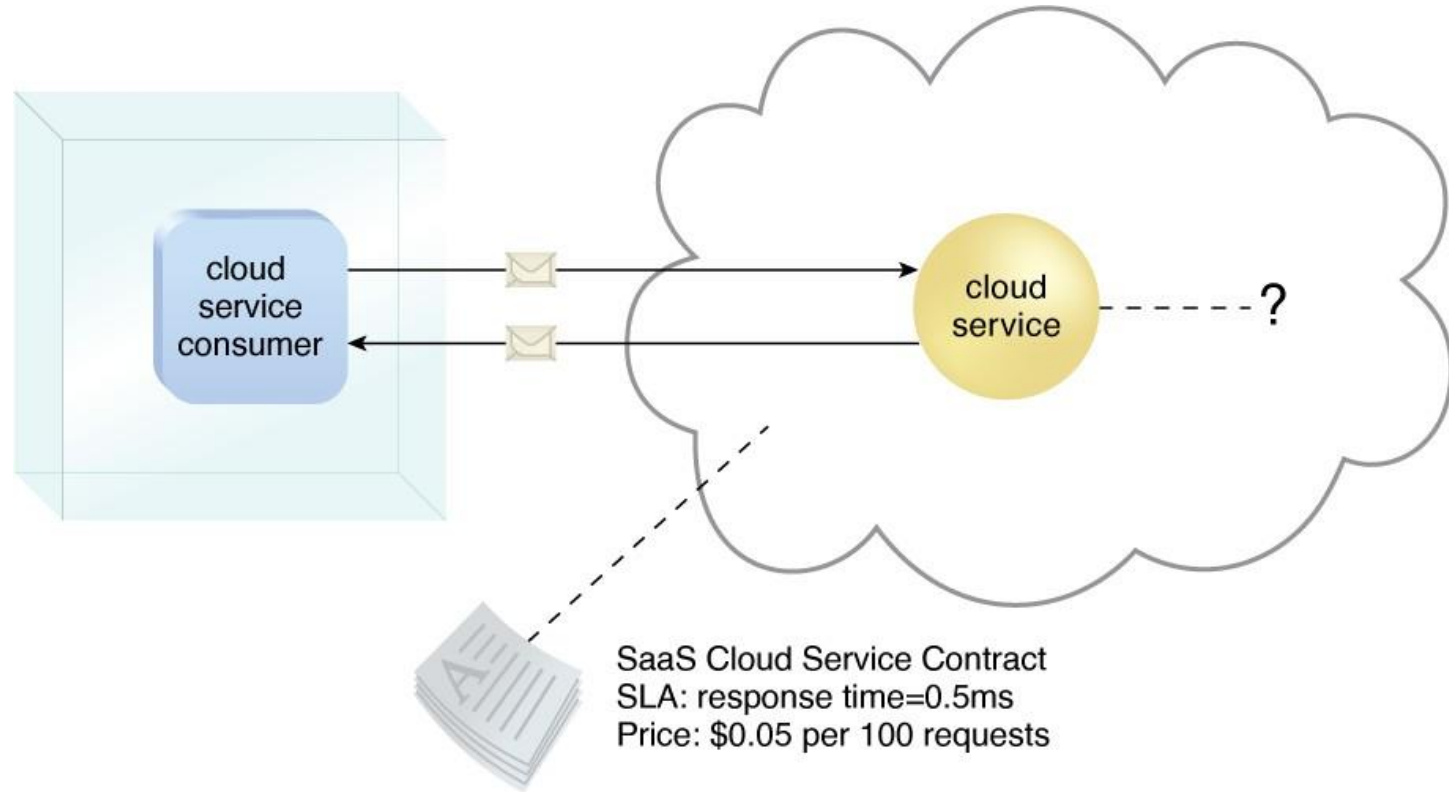 cloud
service
consumer
cloud
service
?
A
SaaS Cloud Service Contract
SLA: response time=0.5ms
Price: $0.05 per 100 requests